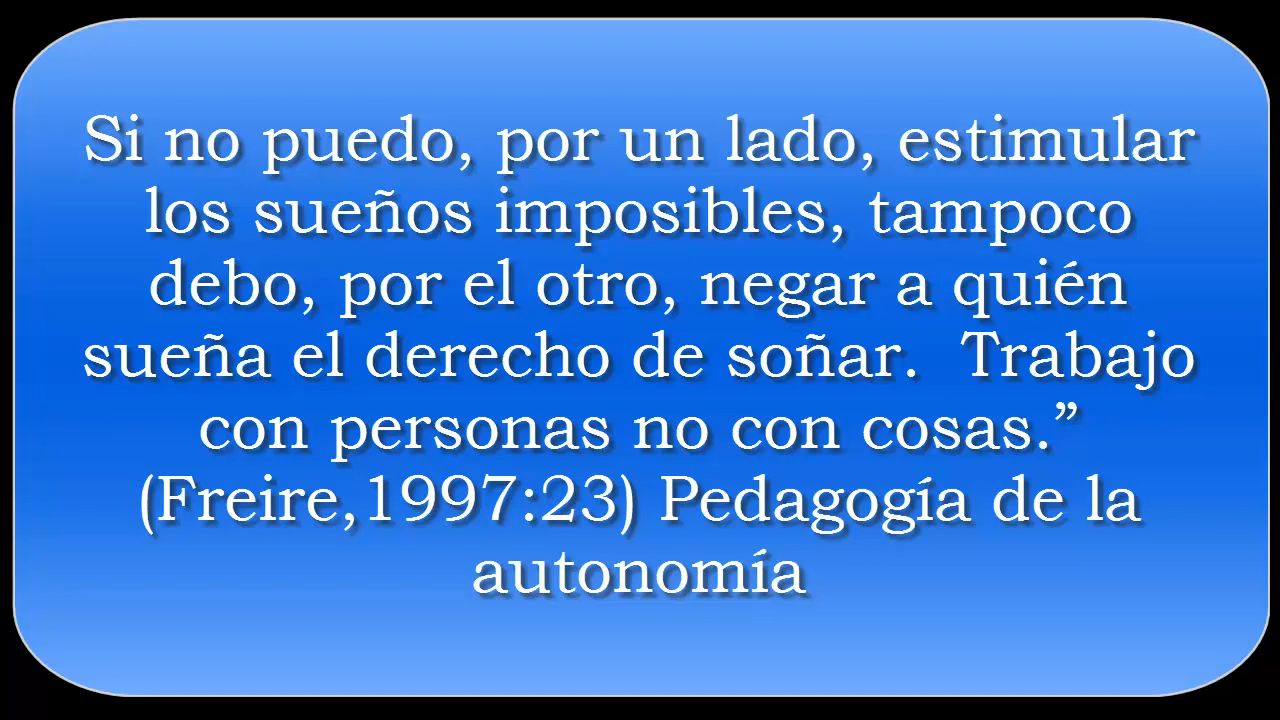 Si no puedo, por un lado, estimular
los sueños imposibles, tampoco
debo, por el otro, negar a quién
sueña el derecho de soñar.  Trabajo
con personas no con cosas.”
(Freire,1997:23) Pedagogía de la
autonomía